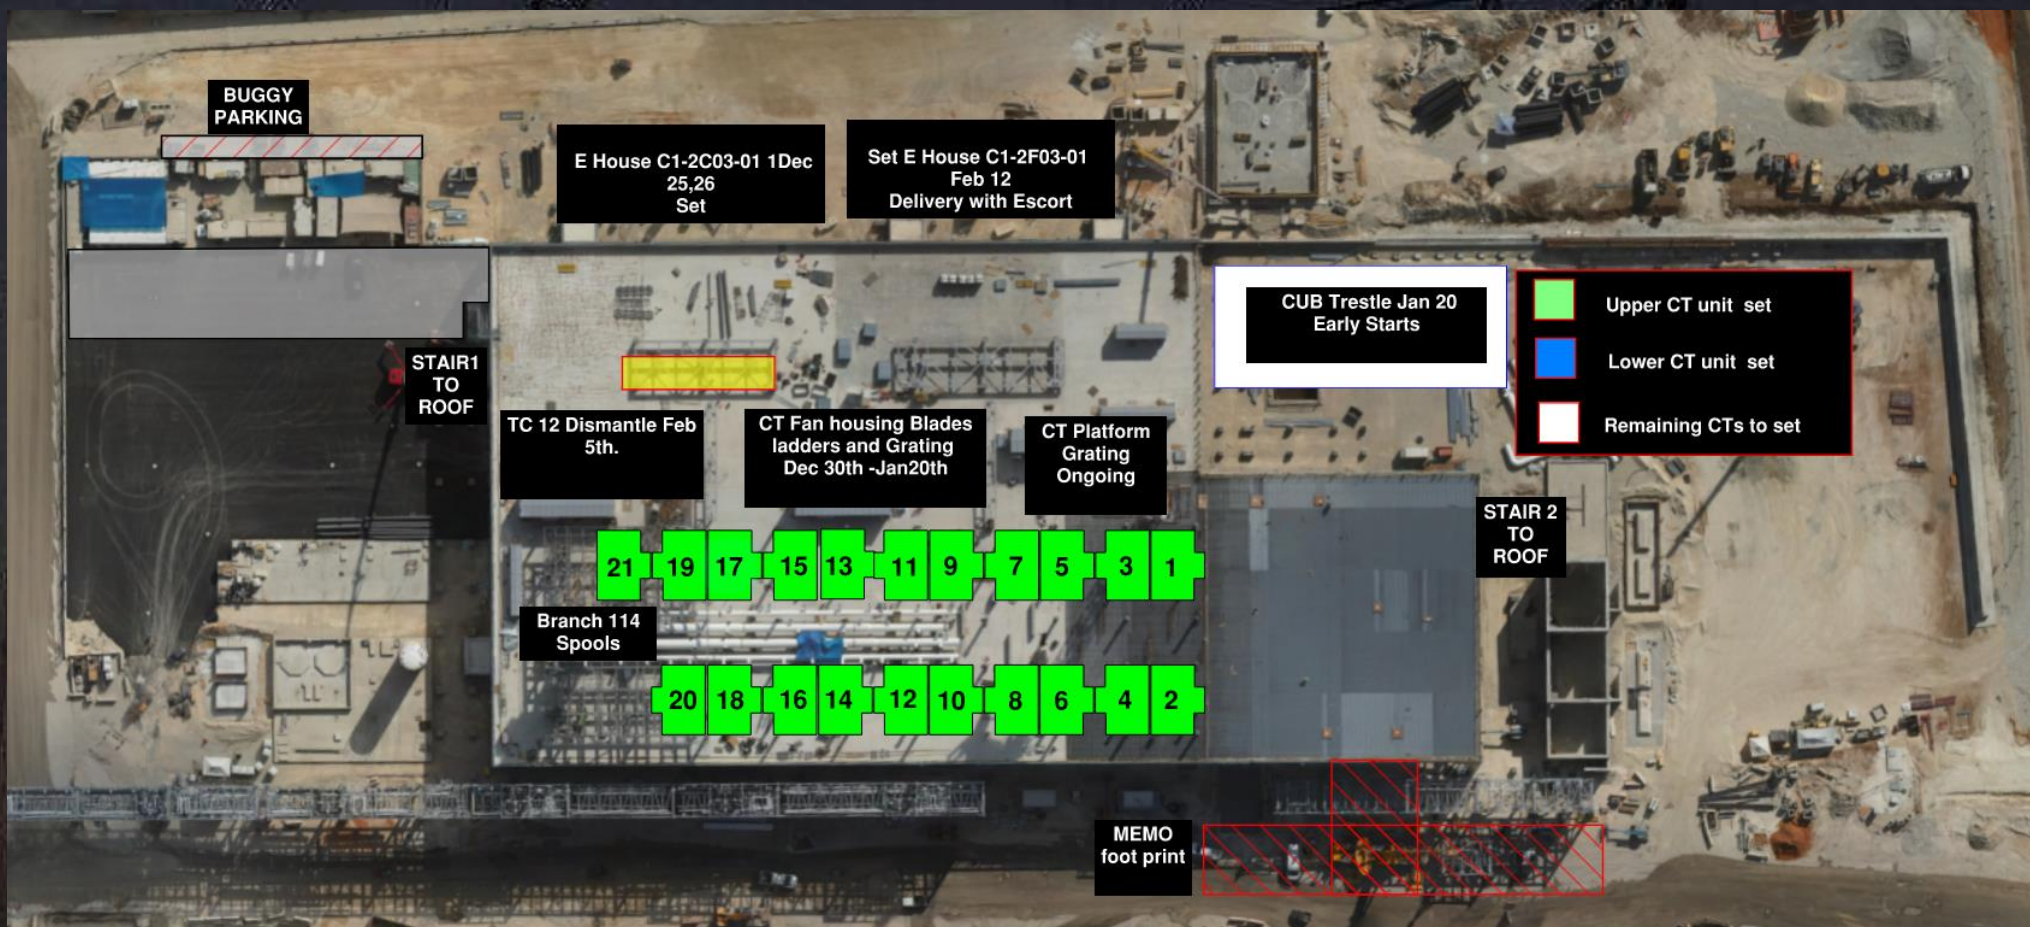 BUGGY
PARKING
E House C1-2C03-01 1Dec
25,26
Set
Set E House C1-2F03-01
Feb 12
Delivery with Escort
CUB Trestle Jan 20
Early Starts
Upper CT unit set
Lower CT unit set
Remaining CTs to set
STAIR1
TO
ROOF
TC 12 Dismantle Feb
5th.
CT Fan housing Blades
ladders and Grating
Dec 30th -Jan20th
CT Platform
Grating
Ongoing
STAIR 2
TO
ROOF
21 19 17 15 13 11 9 7 5 3 1
Branch 114
Spools
20 18 16 14 12 10 8 6 4 2
MEMO
foot print